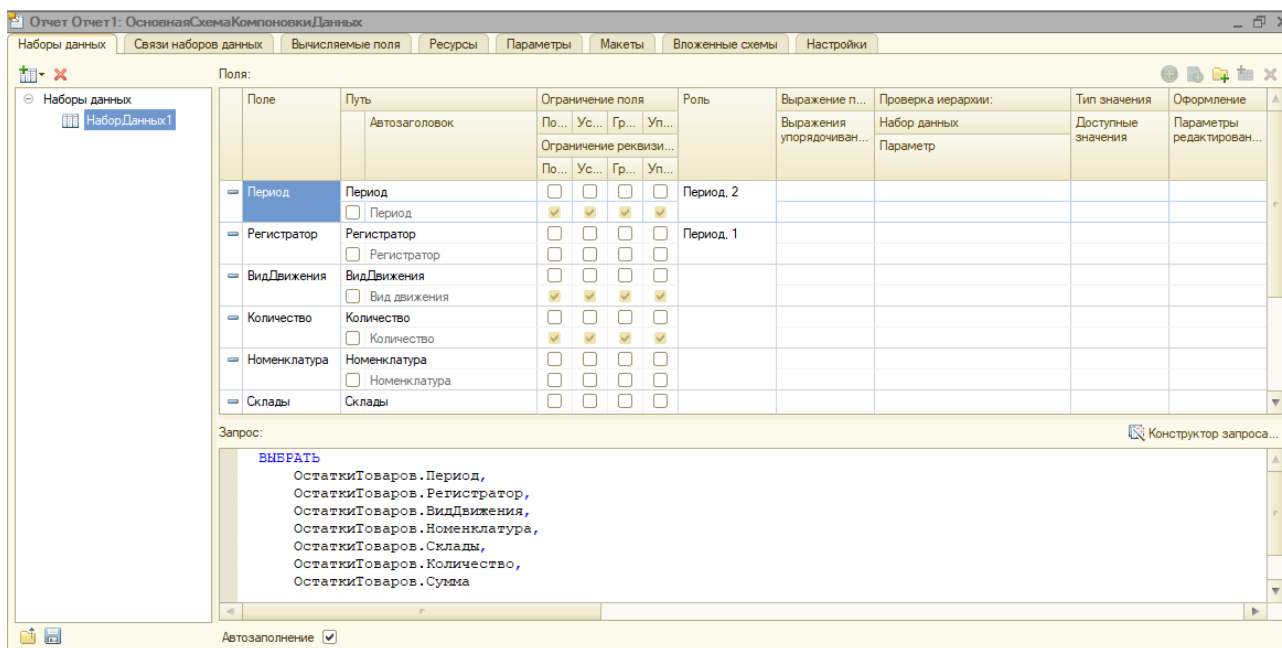 Отчет Отчет1: ОсновнаяСхемаКомпоновкиДанных
Наборы данных Связи наборов данных Вычисляемые поля Ресурсы Параметры Макеты Вложенные схемы Настройки
Поля:
Наборы данных
НаборДанных1
Поле Путь Ограничение поля Роль Выражение п... Проверка иерархии: Тип значения Оформление
Автозаголовок По... Ус... Гр... Уп... Выражения упорядочиван... Набор данных Доступные значения Параметры редактирован...
Ограничение реквизи... Параметр
По... Ус... Гр... Уп...
Период Период Период, 2
Период
Регистратор Регистратор Период, 1
Регистратор
ВидДвижения ВидДвижения
Вид движения
Количество Количество
Количество
Номенклатура Номенклатура
Номенклатура
Склады Склады
Запрос: Конструктор запроса...
ВЫБРАТЬ
ОстаткиТоваров.Период,
ОстаткиТоваров.Регистратор,
ОстаткиТоваров.ВидДвижения,
ОстаткиТоваров.Номенклатура,
ОстаткиТоваров.Склады,
ОстаткиТоваров.Количество,
ОстаткиТоваров.Сумма
Автозаполнение